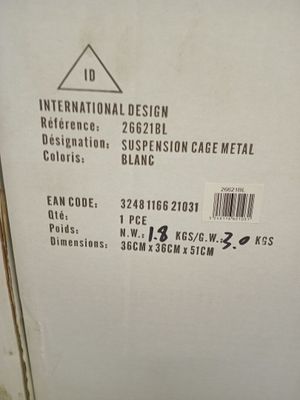 ID
INTERNATIONAL DESIGN
Référence: 26621BL
Désignation: SUSPENSION CAGE METAL
Coloris: BLANC
EAN CODE: 3248 1166 21031
26621BL
Qté: 1 PCE
Poids: N.W.: 1.8 KGS/G.W.: 3.0 KGS
Dimensions: 36CM x 36CM x 51CM